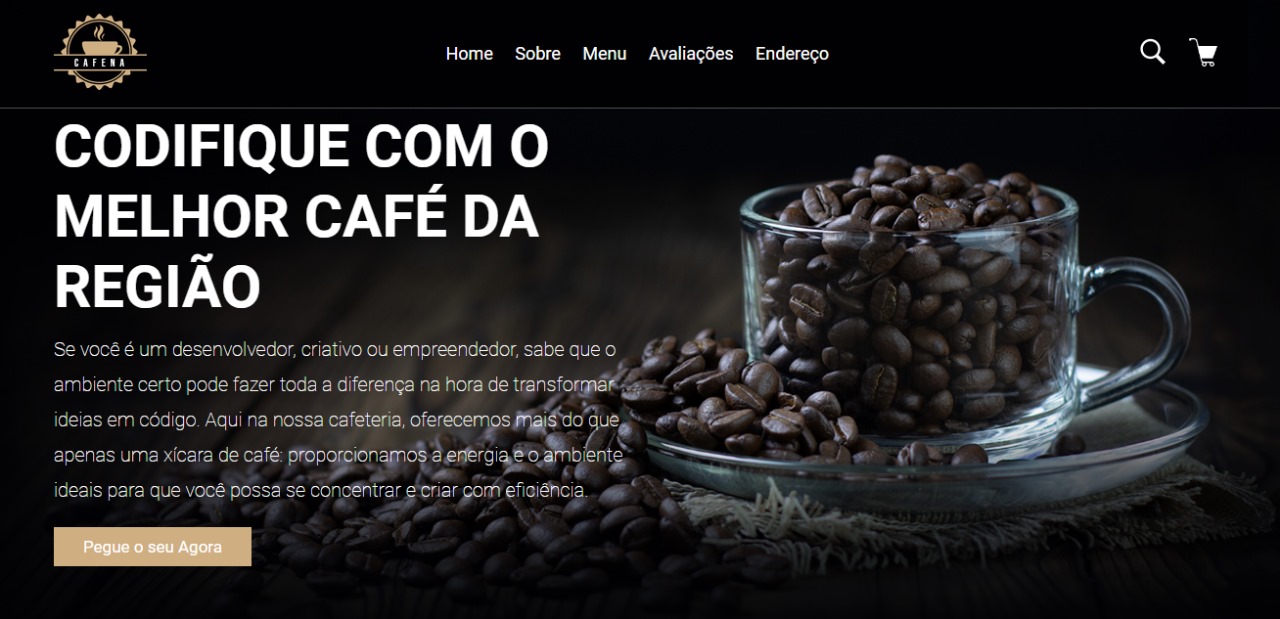 CAFENA
Home Sobre Menu Avaliações Endereço
CODIFIQUE COM O
MELHOR CAFÉ DA
REGIÃO
Se você é um desenvolvedor, criativo ou empreendedor, sabe que o
ambiente certo pode fazer toda a diferença na hora de transformar
ideias em código. Aqui na nossa cafeteria, oferecemos mais do que
apenas uma xícara de café: proporcionamos a energia e o ambiente
ideais para que você possa se concentrar e criar com eficiência.
Pegue o seu Agora